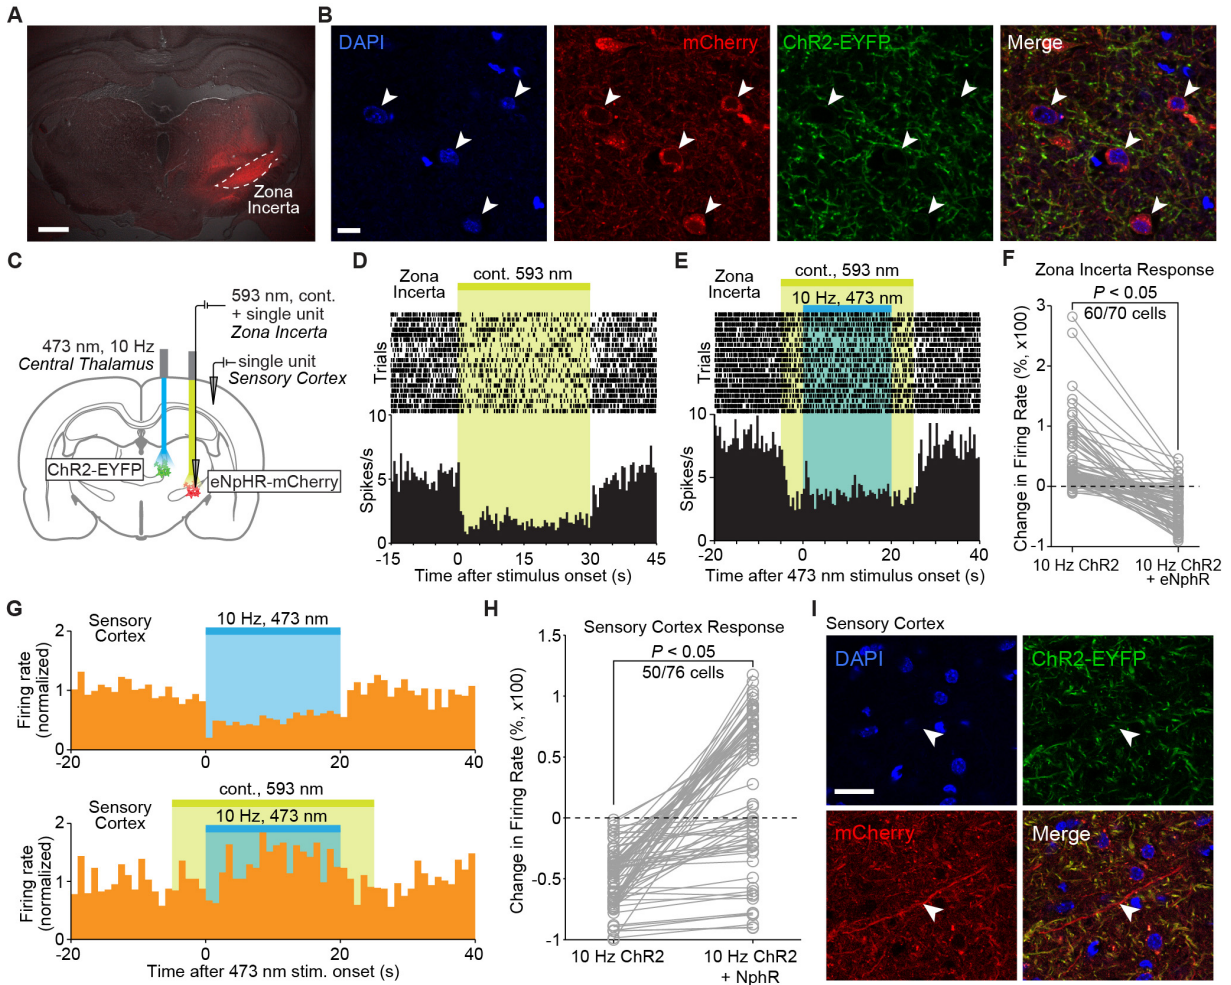 A
Zona
Incerta
B
DAPI
mCherry
ChR2-EYFP
Merge
C
593 nm, cont.
+ single unit
Zona Incerta
473 nm, 10 Hz
Central Thalamus
single unit
Sensory Cortex
ChR2-EYFP
eNpHR-mCherry
D
Zona
Incerta
cont. 593 nm
Trials
10
5
0
Spikes/s
-15
0
15
30
45
Time after stimulus onset (s)
E
Zona
Incerta
cont., 593 nm
10 Hz, 473 nm
Trials
10
5
0
Spikes/s
-20
0
20
40
Time after 473 nm stimulus onset (s)
F
Zona Incerta Response
P < 0.05
60/70 cells
3
2
1
0
-1
Change in Firing Rate (%, x100)
10 Hz ChR2
10 Hz ChR2
+ eNphR
G
Sensory
Cortex
10 Hz, 473 nm
2
1
0
Firing rate
(normalized)
-20
0
20
40
Sensory
Cortex
cont., 593 nm
10 Hz, 473 nm
2
1
0
Firing rate
(normalized)
-20
0
20
40
Time after 473 nm stim. onset (s)
H
Sensory Cortex Response
P < 0.05
50/76 cells
1.5
1
0.5
0
-0.5
-1
Change in Firing Rate (%, x100)
10 Hz ChR2
10 Hz ChR2
+ NphR
I
Sensory Cortex
DAPI
ChR2-EYFP
mCherry
Merge